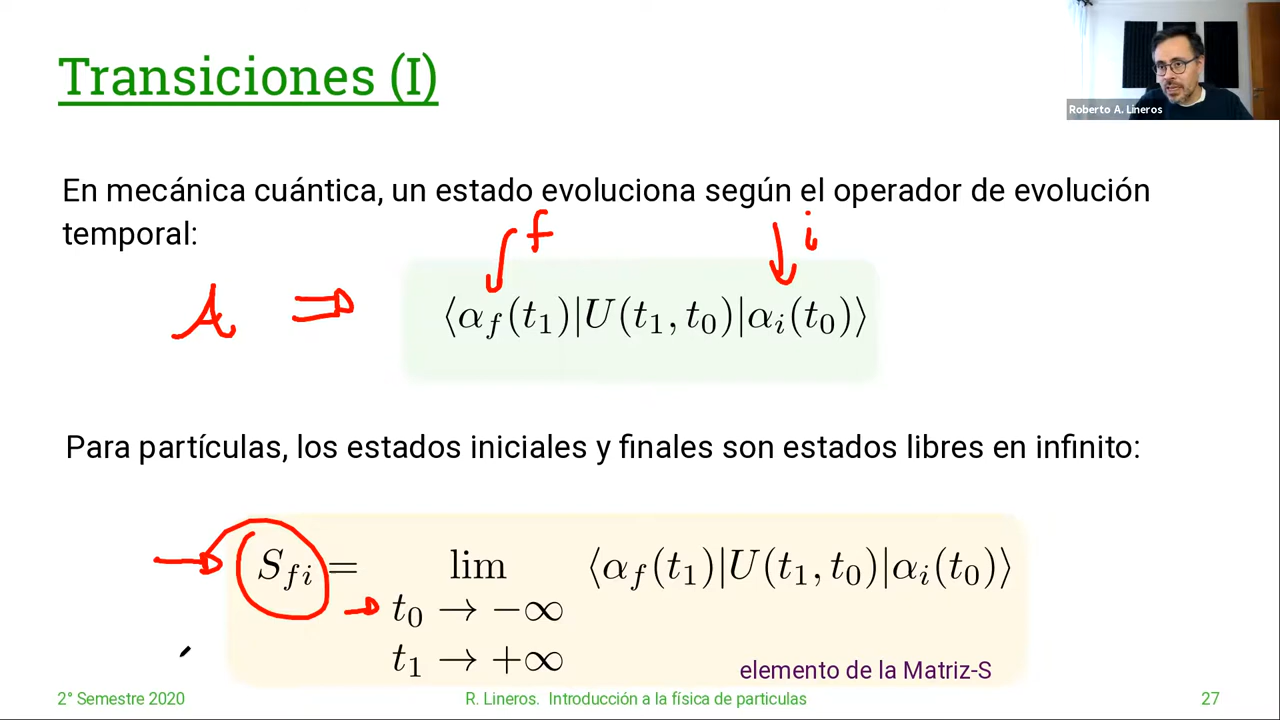 Transiciones (I)
Roberto A. Lineros
En mecánica cuántica, un estado evoluciona según el operador de evolución
temporal:
f i
A ⇒ ⟨α_f(t_1)|U(t_1, t_0)|α_i(t_0)⟩
Para partículas, los estados iniciales y finales son estados libres en infinito:
S_{fi} = lim ⟨α_f(t_1)|U(t_1, t_0)|α_i(t_0)⟩
t_0 → −∞
t_1 → +∞
elemento de la Matriz-S
2° Semestre 2020 R. Lineros. Introducción a la física de particulas 27